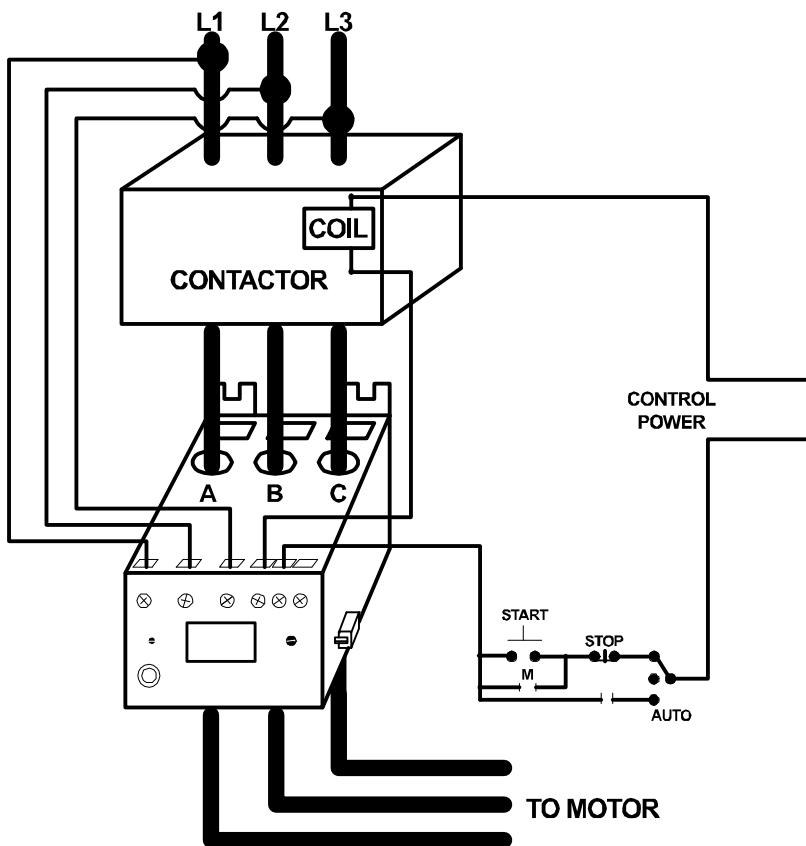 L1 L2 L3
COIL
CONTACTOR
CONTROL
POWER
A B C
START
STOP
M
AUTO
TO MOTOR